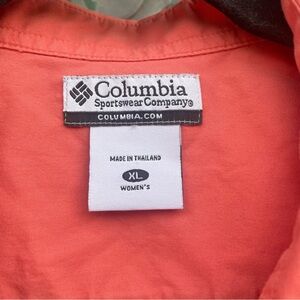 Columbia
Sportswear Company®
COLUMBIA.COM
MADE IN THAILAND
XL
WOMEN'S